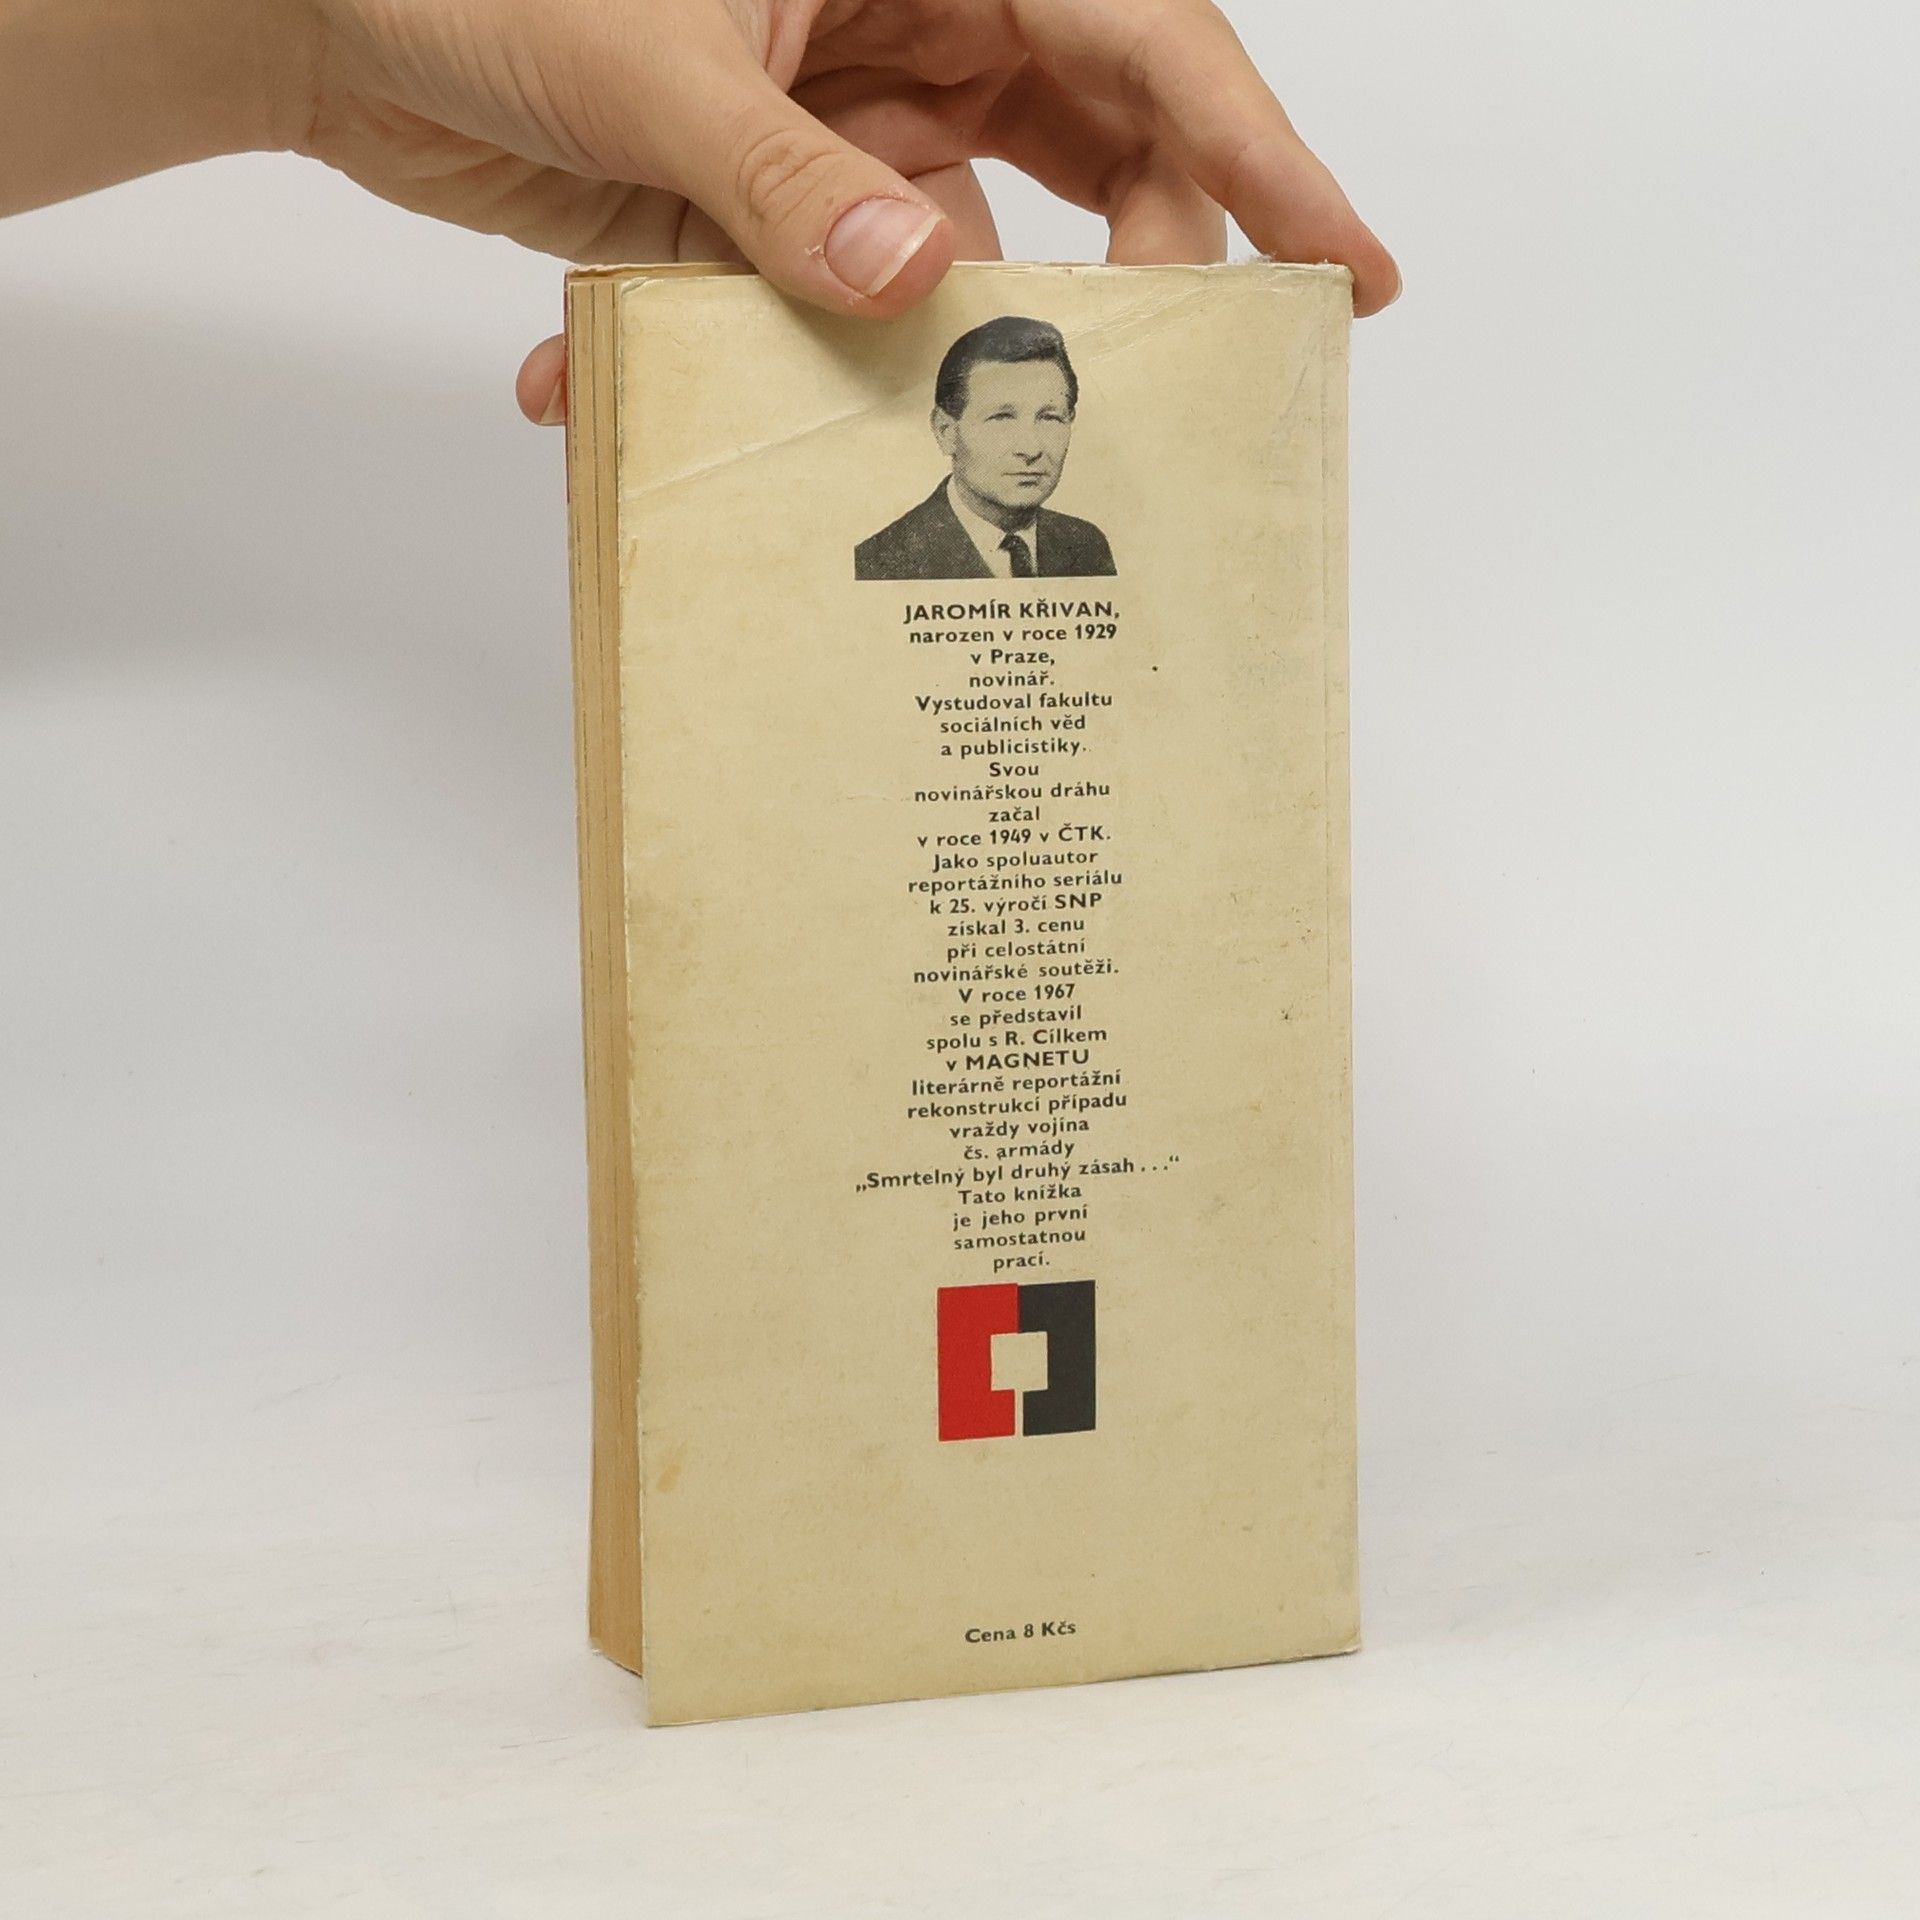 JAROMÍR KŘIVAN,
narozen v roce 1929
v Praze,
novinář.
Vystudoval fakultu
sociálních věd
a publicistiky.
Svou
novinářskou dráhu
začal
v roce 1949 v ČTK.
Jako spoluautor
reportážního seriálu
k 25. výročí SNP
získal 3. cenu
při celostátní
novinářské soutěži.
V roce 1967
se představil
spolu s R. Cílkem
v MAGNETU
literárně reportážní
rekonstrukcí případu
vraždy vojína
čs. armády
„Smrtelný byl druhý zásah . . .“
Tato knížka
je jeho první
samostatnou
prací.
Cena 8 Kčs